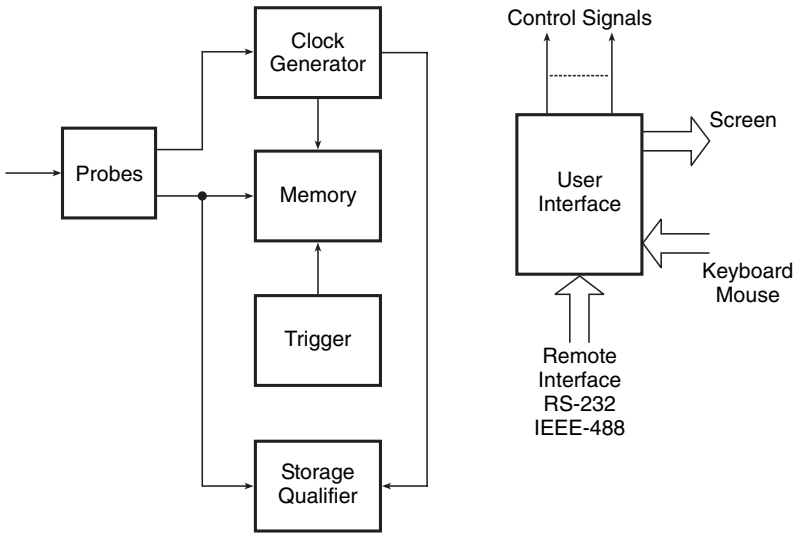 Clock
Generator
Probes
Memory
Trigger
Storage
Qualifier
Control Signals
Screen
User
Interface
Keyboard
Mouse
Remote
Interface
RS-232
IEEE-488